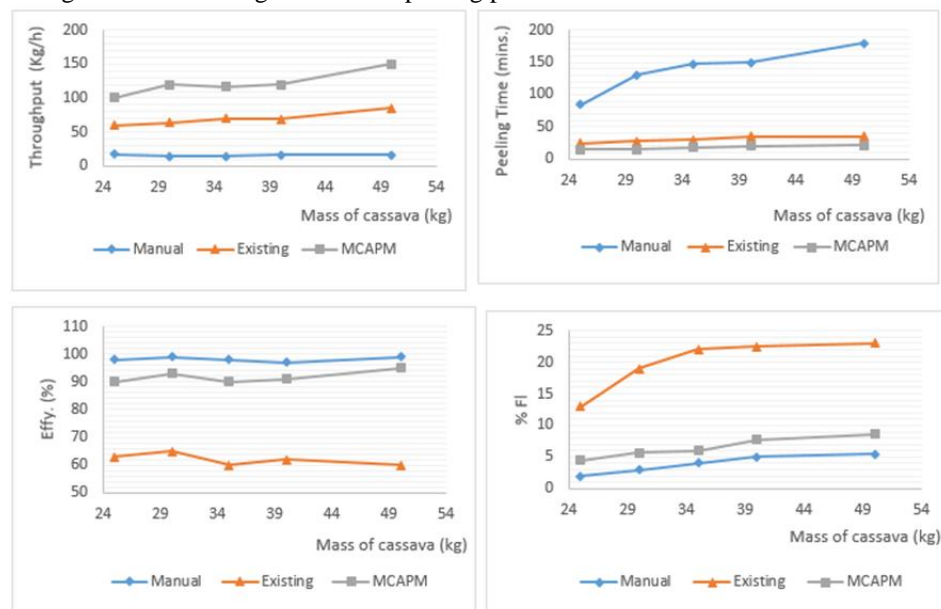 Throughput (Kg/h)
200
150
100
50
0
24 29 34 39 44 49 54
Mass of cassava (kg)
Manual Existing MCAPM
Peeling Time (mins.)
200
150
100
50
0
24 29 34 39 44 49 54
Mass of cassava (kg)
Manual Existing MCAPM
Effy. (%)
110
100
90
80
70
60
50
24 29 34 39 44 49 54
Mass of cassava (kg)
Manual Existing MCAPM
% Fl
25
20
15
10
5
0
24 29 34 39 44 49 54
Mass of cassava (kg)
Manual Existing MCAPM